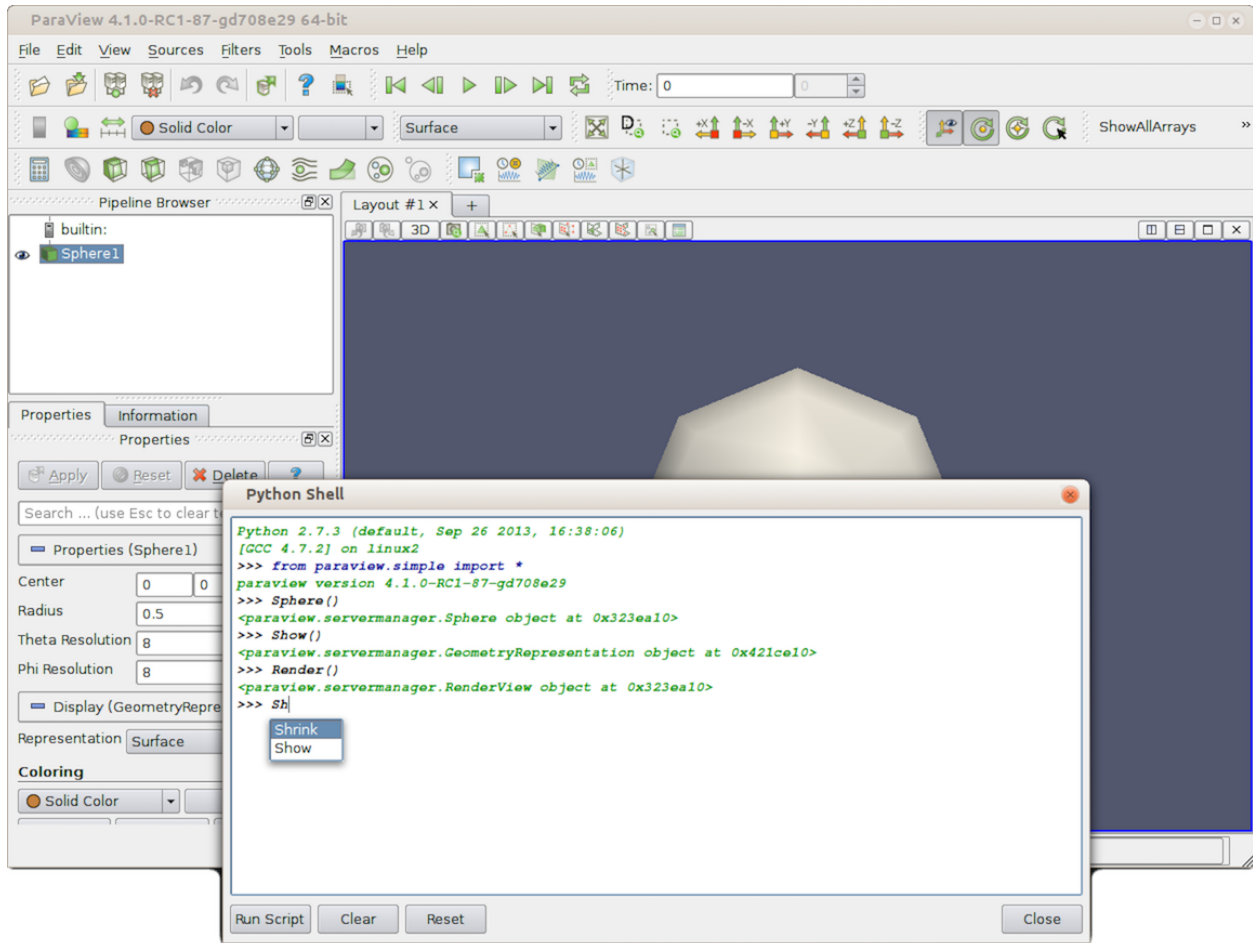 ParaView 4.1.0-RC1-87-gd708e29 64-bit
File Edit View Sources Filters Tools Macros Help
Time: 0 0
Solid Color Surface +X -X +Y -Y +Z -Z ShowAllArrays »
Pipeline Browser
builtin:
Sphere1
Layout #1 × +
3D
Properties Information
Properties
Apply Reset Delete ?
Search ... (use Esc to clear t
Properties (Sphere1)
Center 0 0
Radius 0.5
Theta Resolution 8
Phi Resolution 8
Display (GeometryRepre
Representation Surface
Coloring
Solid Color
Python Shell
Python 2.7.3 (default, Sep 26 2013, 16:38:06)
[GCC 4.7.2] on linux2
>>> from paraview.simple import *
paraview version 4.1.0-RC1-87-gd708e29
>>> Sphere()
<paraview.servermanager.Sphere object at 0x323ea10>
>>> Show()
<paraview.servermanager.GeometryRepresentation object at 0x421ce10>
>>> Render()
<paraview.servermanager.RenderView object at 0x323ea10>
>>> Sh
Shrink
Show
Run Script Clear Reset Close